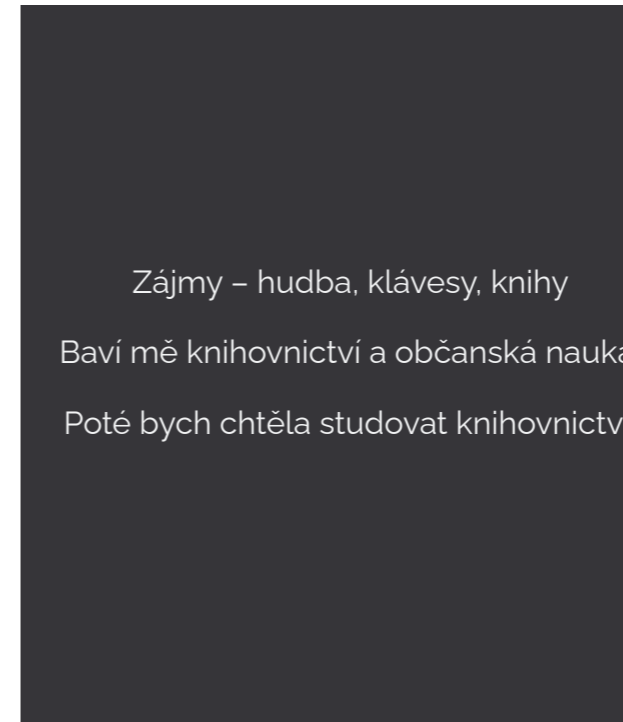 Zájmy – hudba, klávesy, knihy
Baví mě knihovnictví a občanská nauka
Poté bych chtěla studovat knihovnictv